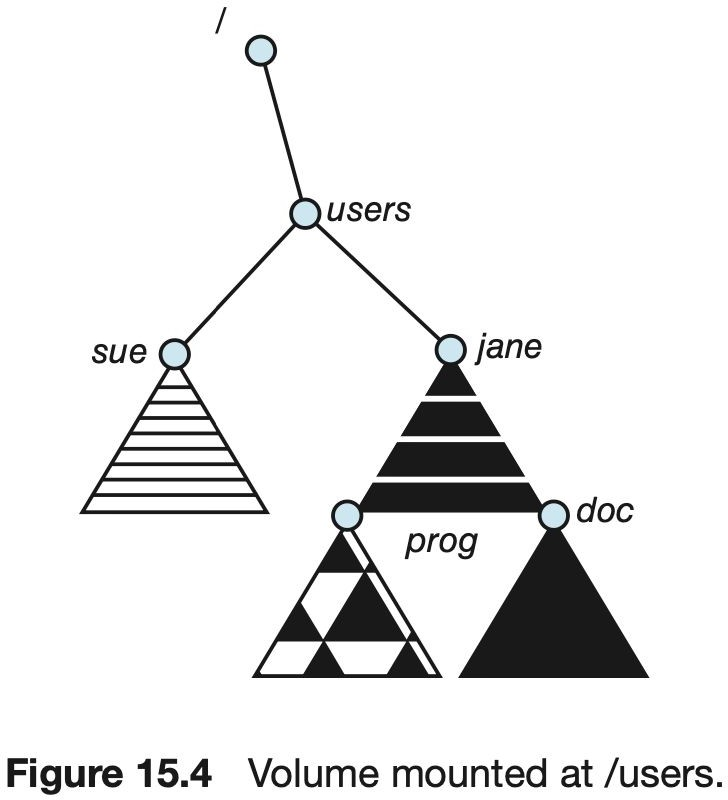 /
users
sue
jane
doc
prog
Figure 15.4 Volume mounted at /users.